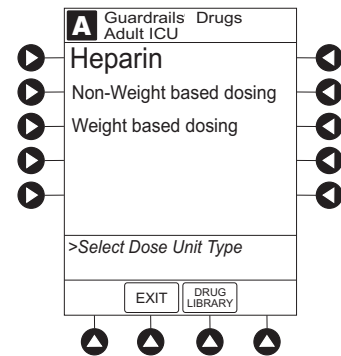 A Guardrails Drugs
Adult ICU
Heparin
Non-Weight based dosing
Weight based dosing
>Select Dose Unit Type
EXIT
DRUG
LIBRARY